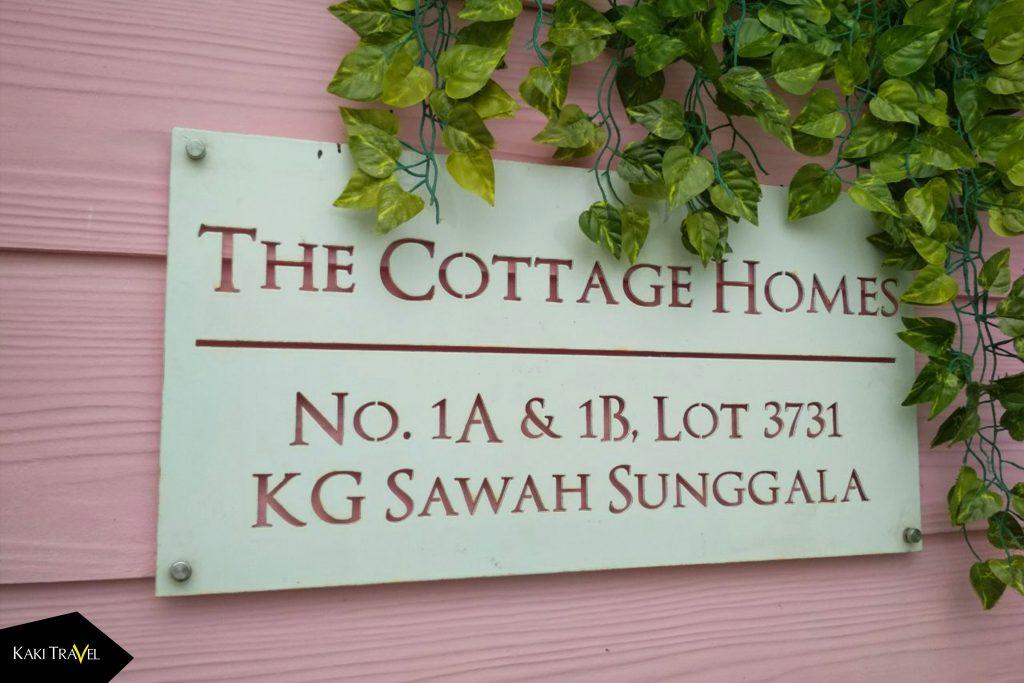 The Cottage Homes
No. 1A & 1B, Lot 3731
KG Sawah Sunggala
KAKI TRAVEL